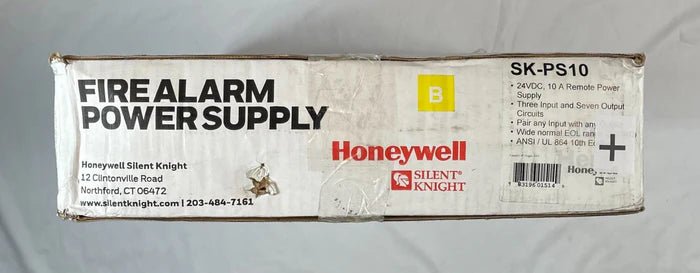 FIRE ALARM
POWER SUPPLY
Honeywell Silent Knight
12 Clintonville Road
Northford, CT 06472
www.silentknight.com | 203-484-7161
B
Honeywell
SILENT
KNIGHT
SK-PS10
• 24VDC, 10 A Remote Power
Supply
• Three Input and Seven Output
Circuits
• Pair any Input with any
• Wide normal EOL
• ANSI / UL 864 10th
SILENT
KNIGHT